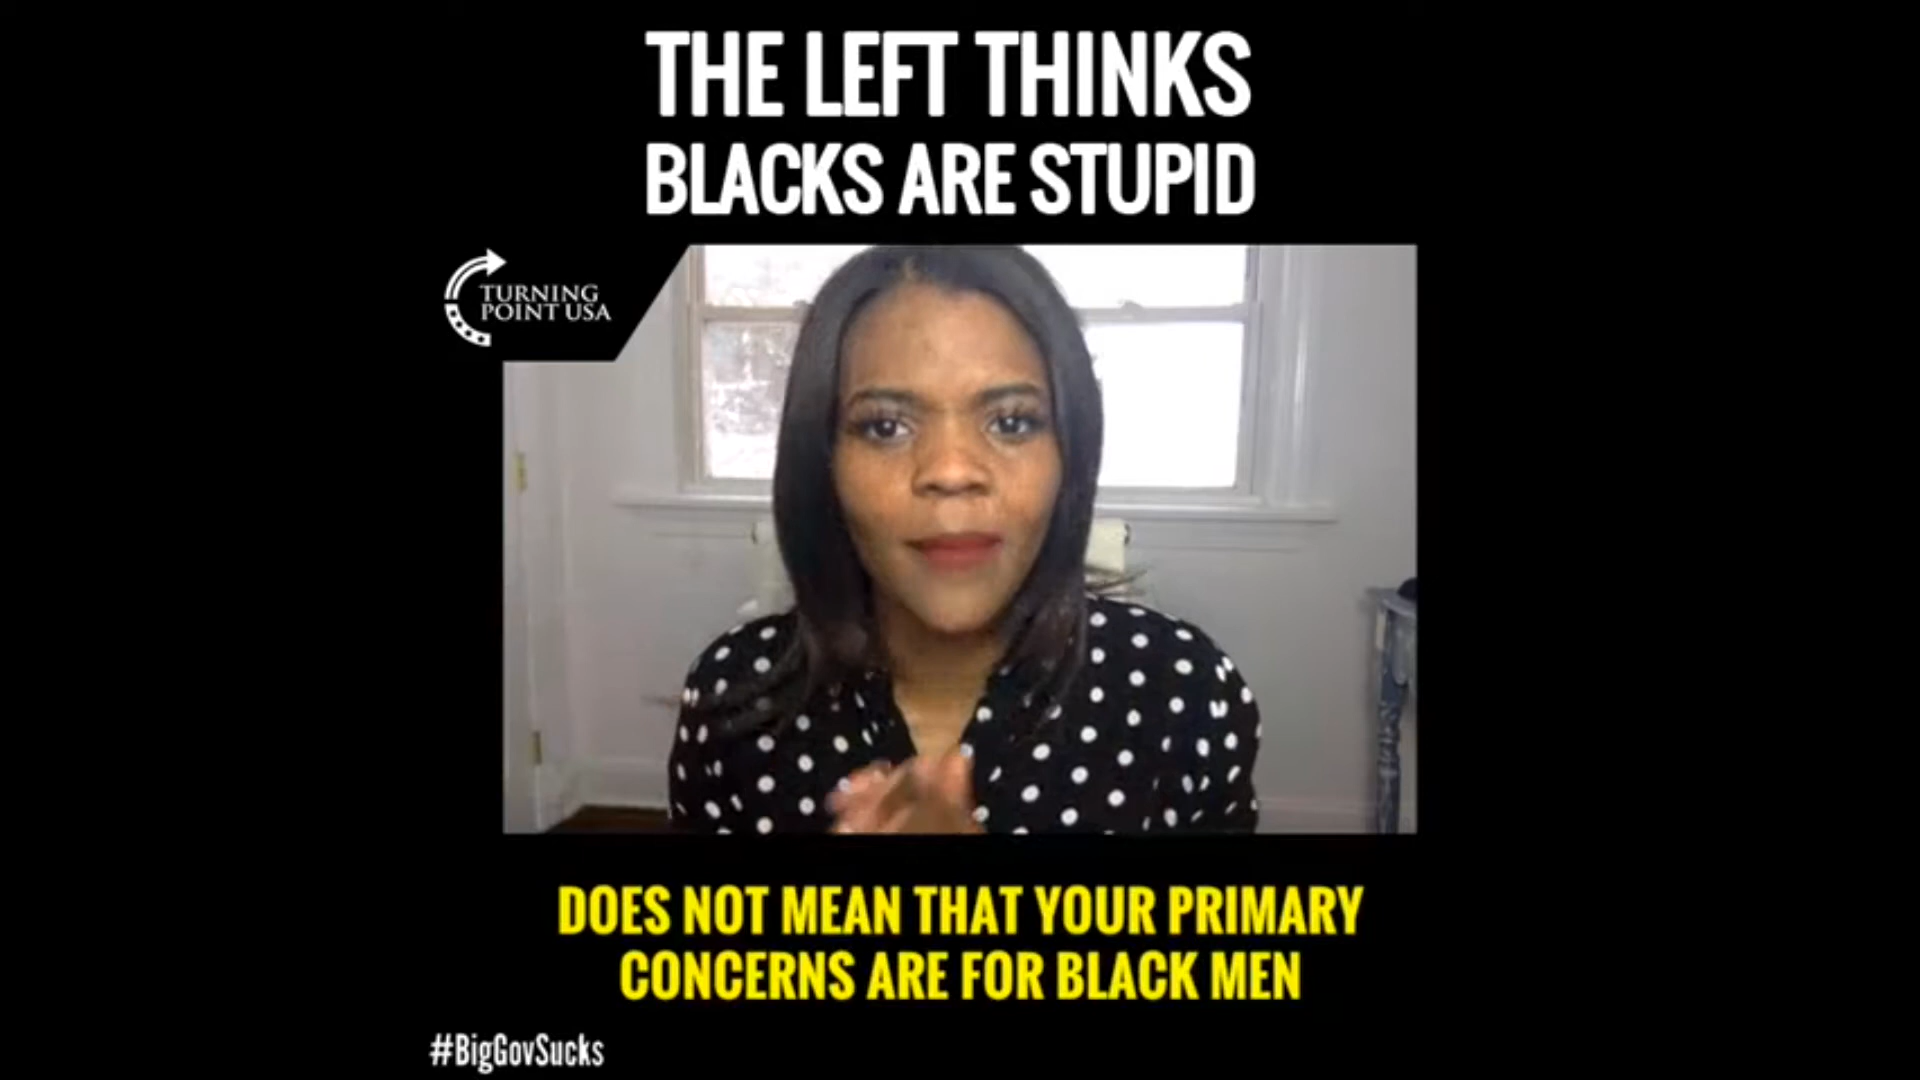 THE LEFT THINKS
BLACKS ARE STUPID
TURNING
POINT USA
DOES NOT MEAN THAT YOUR PRIMARY
CONCERNS ARE FOR BLACK MEN
#BigGovSucks